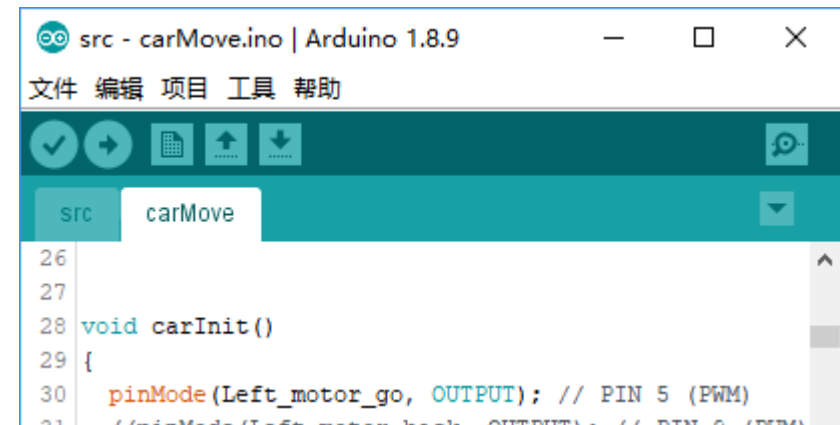 src - carMove.ino | Arduino 1.8.9
文件 编辑 项目 工具 帮助
src carMove
26
27
28 void carInit()
29 {
30 pinMode(Left_motor_go, OUTPUT); // PIN 5 (PWM)